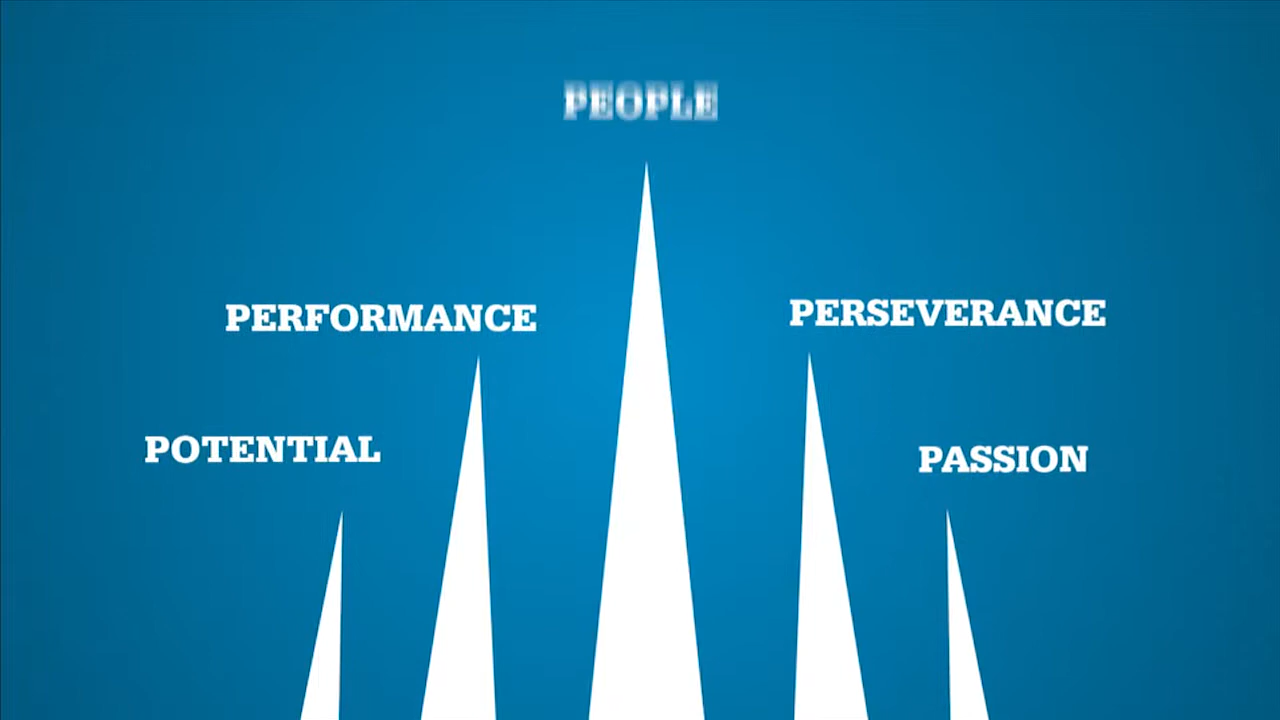 PEOPLE
PERFORMANCE
PERSEVERANCE
POTENTIAL
PASSION